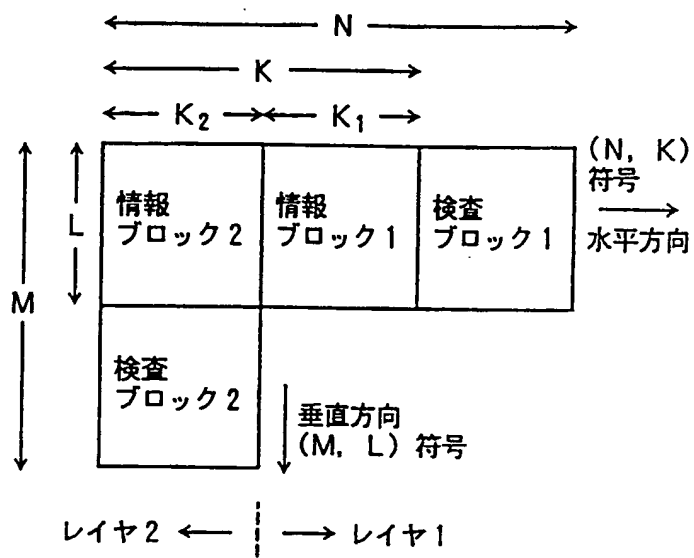 N
K
K₂
K₁
(N, K)
符号
水平方向
L
M
情報
ブロック2
情報
ブロック1
検査
ブロック1
検査
ブロック2
垂直方向
(M, L) 符号
レイヤ2
レイヤ1